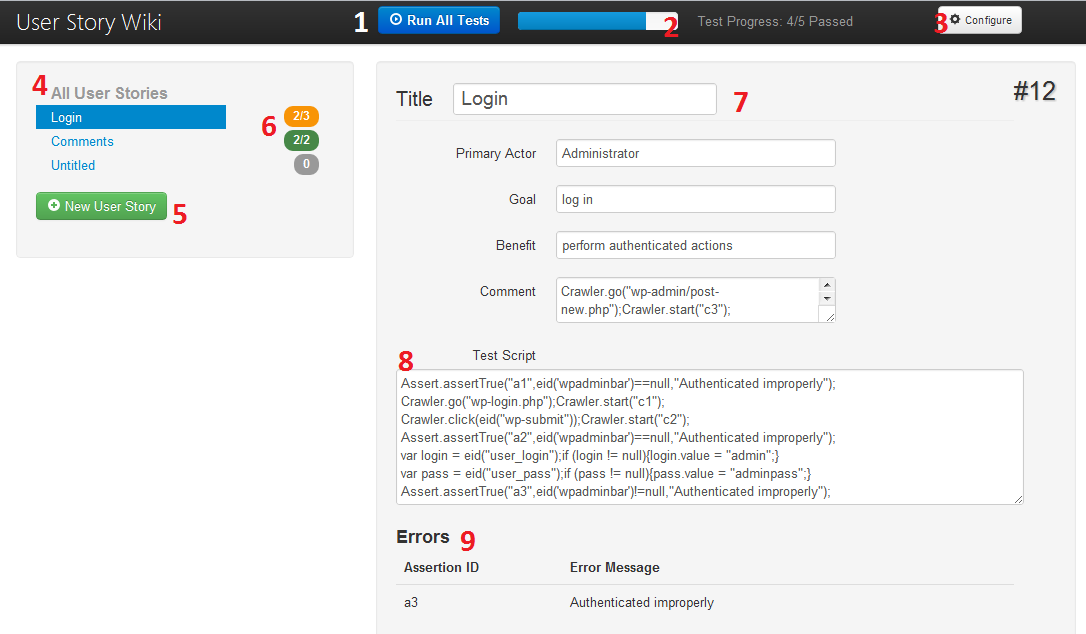 User Story Wiki
1
Run All Tests
2
Test Progress: 4/5 Passed
3
Configure
4
All User Stories
Login
6
2/3
Comments
2/2
Untitled
0
New User Story
5
Title
Login
7
#12
Primary Actor
Administrator
Goal
log in
Benefit
perform authenticated actions
Comment
Crawler.go("wp-admin/post-
new.php");Crawler.start("c3");
8
Test Script
Assert.assertTrue("a1",eid('wpadminbar')==null,"Authenticated improperly");
Crawler.go("wp-login.php");Crawler.start("c1");
Crawler.click(eid("wp-submit"));Crawler.start("c2");
Assert.assertTrue("a2",eid('wpadminbar')==null,"Authenticated improperly");
var login = eid("user_login");if (login != null){login.value = "admin";}
var pass = eid("user_pass");if (pass != null){pass.value = "adminpass";}
Assert.assertTrue("a3",eid('wpadminbar')!=null,"Authenticated improperly");
Errors
9
Assertion ID
Error Message
a3
Authenticated improperly